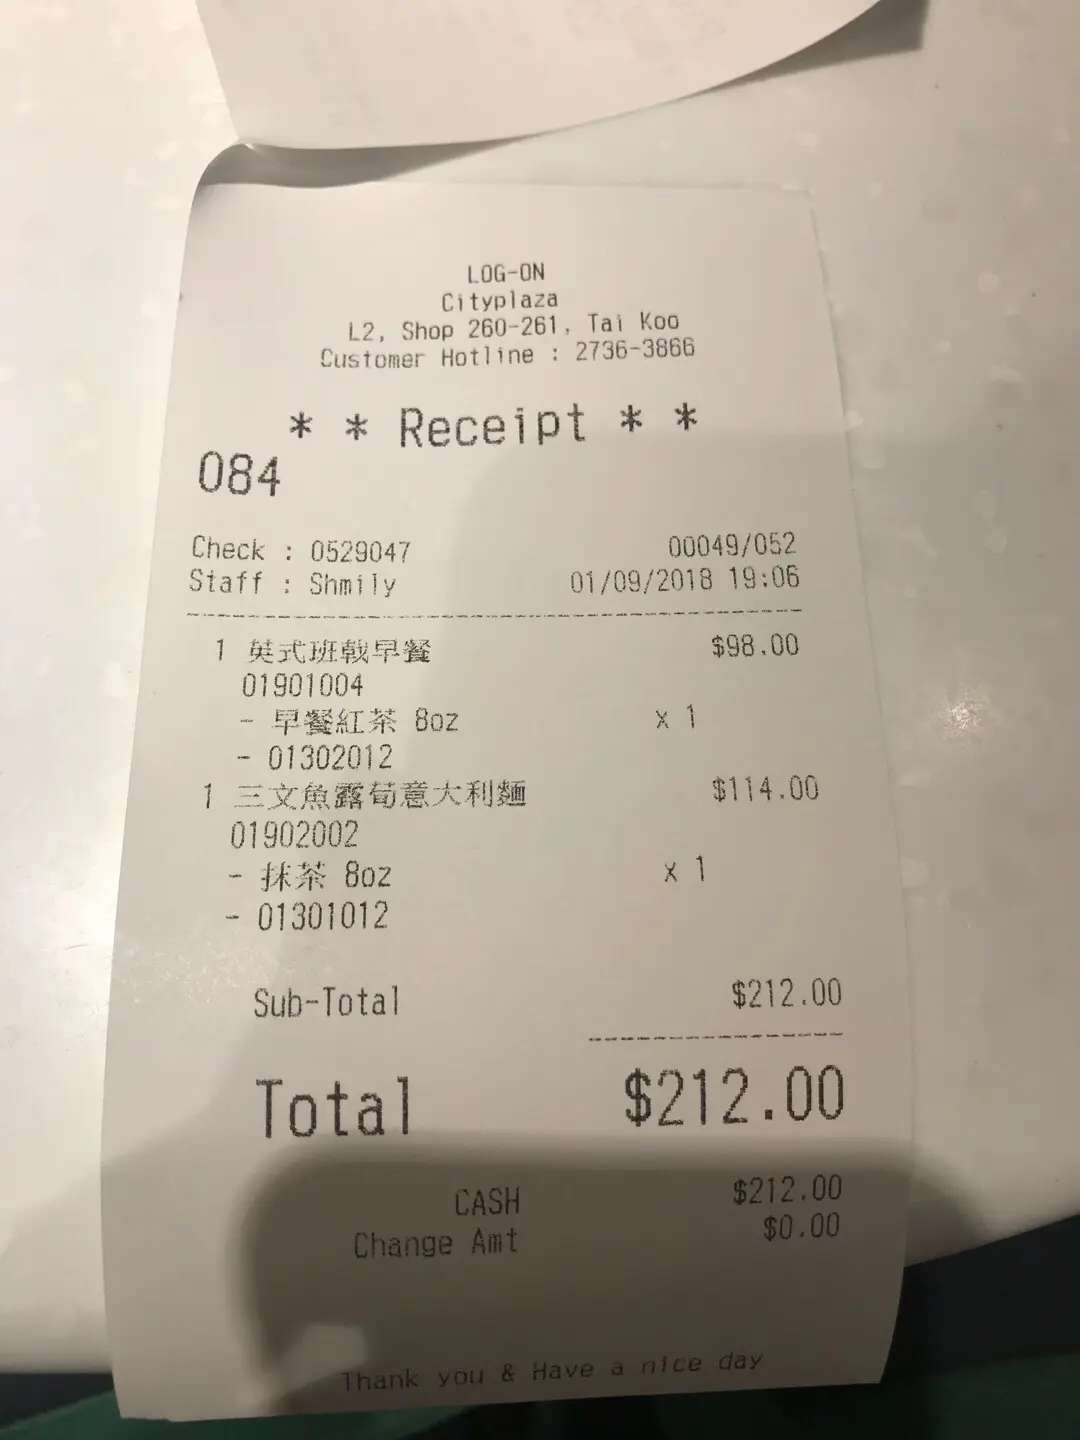 LOG-ON
Cityplaza
L2, Shop 260-261, Tai Koo
Customer Hotline : 2736-3866
* * Receipt * *
084
Check : 0529047 00049/052
Staff : Shmily 01/09/2018 19:06
1 英式班戟早餐 $98.00
01901004
- 早餐紅茶 8oz x 1
- 01302012
1 三文魚露荀意大利麵 $114.00
01902002
- 抹茶 8oz x 1
- 01301012
Sub-Total $212.00
Total $212.00
CASH $212.00
Change Amt $0.00
Thank you & Have a nice day